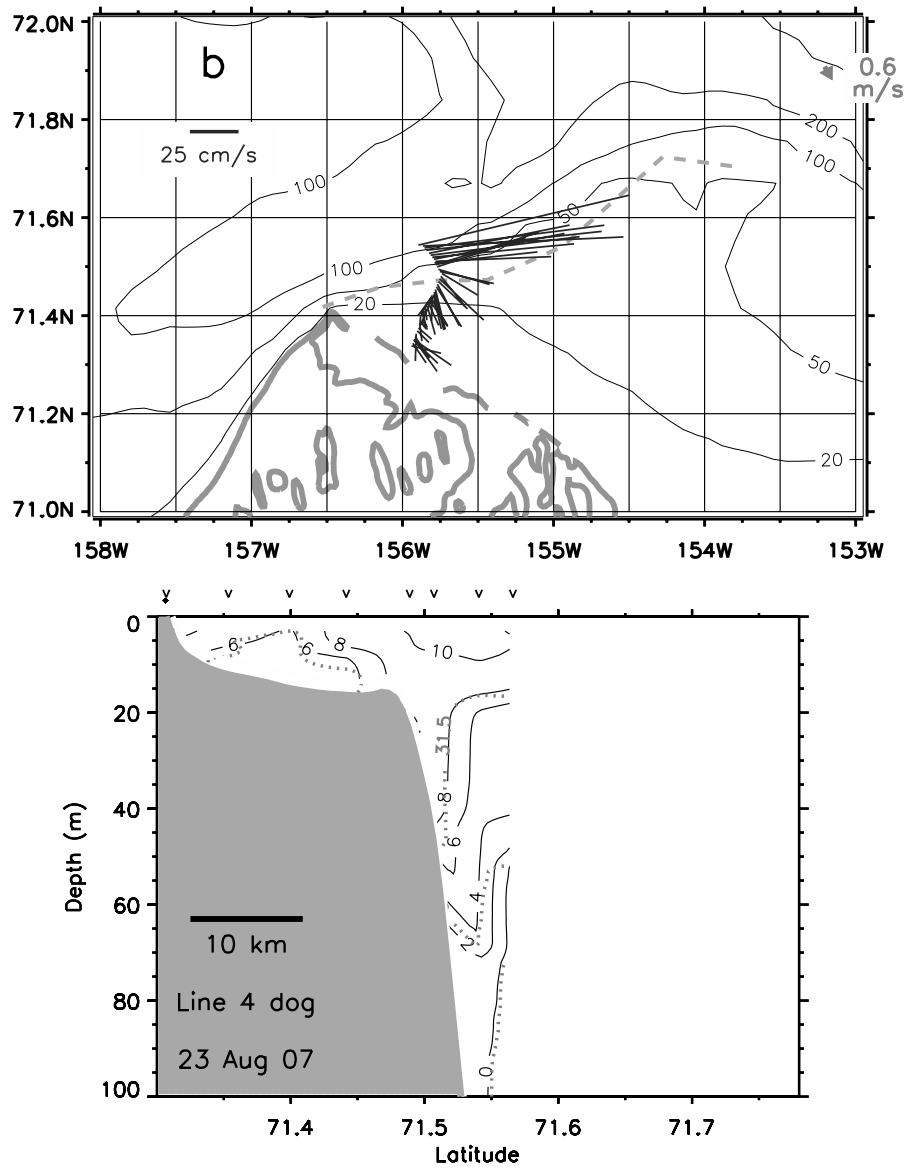 72.0N
b
0.6
m/s
71.8N
200
25 cm/s
100
100
71.6N
50
100
71.4N
20
50
71.2N
20
71.0N
158W 157W 156W 155W 154W 153W
v v v v v v v v
0
6 6 8 10
20
31.5
40
8
6
Depth (m)
60
4
2
10 km
80
Line 4 dog
23 Aug 07
0
100
71.4 71.5 71.6 71.7
Latitude